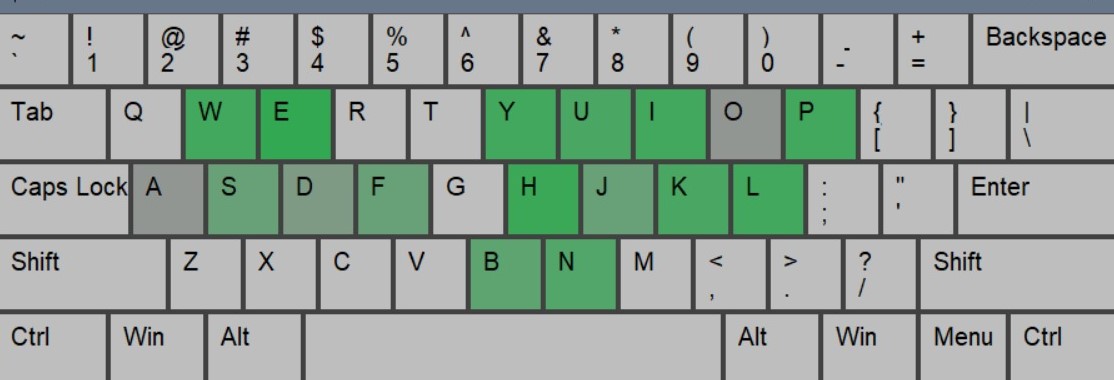 ~ ! @ # $ % ^ & * ( ) - + Backspace
` 1 2 3 4 5 6 7 8 9 0 - =
Tab Q W E R T Y U I O P { } |
[ ] \
Caps Lock A S D F G H J K L : " Enter
; '
Shift Z X C V B N M < > ? Shift
, . /
Ctrl Win Alt Alt Win Menu Ctrl